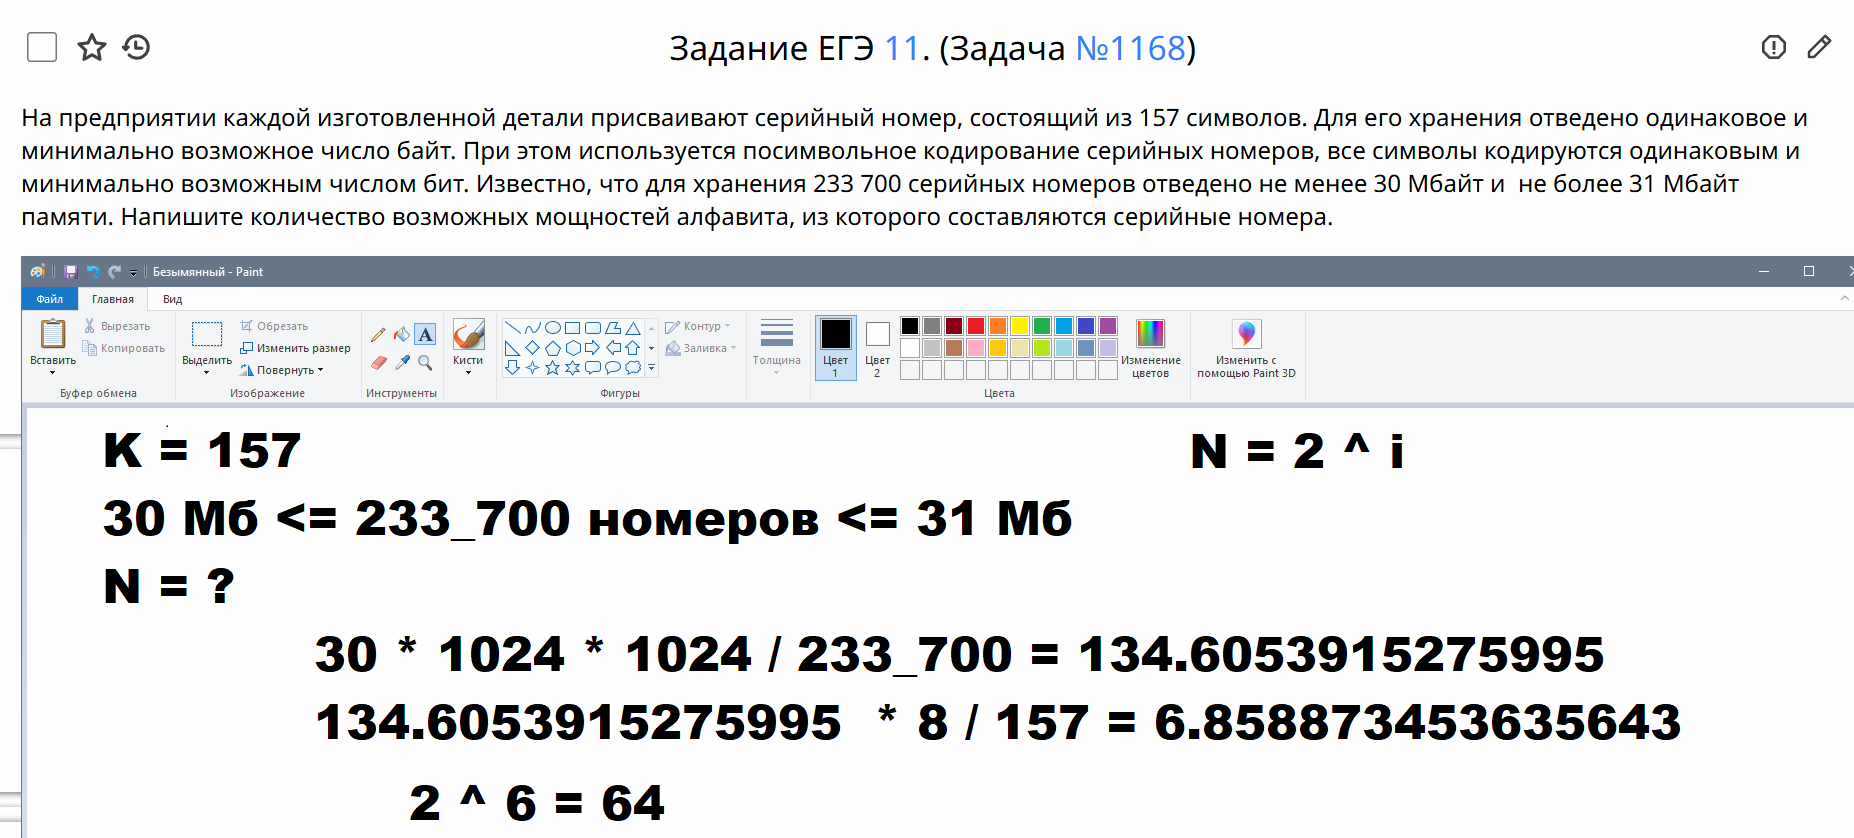 Задание ЕГЭ 11. (Задача №1168)
На предприятии каждой изготовленной детали присваивают серийный номер, состоящий из 157 символов. Для его хранения отведено одинаковое и
минимально возможное число байт. При этом используется посимвольное кодирование серийных номеров, все символы кодируются одинаковым и
минимально возможным числом бит. Известно, что для хранения 233 700 серийных номеров отведено не менее 30 Мбайт и не более 31 Мбайт
памяти. Напишите количество возможных мощностей алфавита, из которого составляются серийные номера.
Безымянный - Paint
Файл Главная Вид
Вставить
Вырезать
Копировать
Буфер обмена
Выделить
Обрезать
Изменить размер
Повернуть
Изображение
A
Инструменты
Кисти
Контур
Заливка
Фигуры
Толщина
Цвет
1
Цвет
2
Изменение
цветов
Цвета
Изменить с
помощью Paint 3D
K = 157
N = 2 ^ i
30 Мб <= 233_700 номеров <= 31 Мб
N = ?
30 * 1024 * 1024 / 233_700 = 134.6053915275995
134.6053915275995 * 8 / 157 = 6.858873453635643
2 ^ 6 = 64